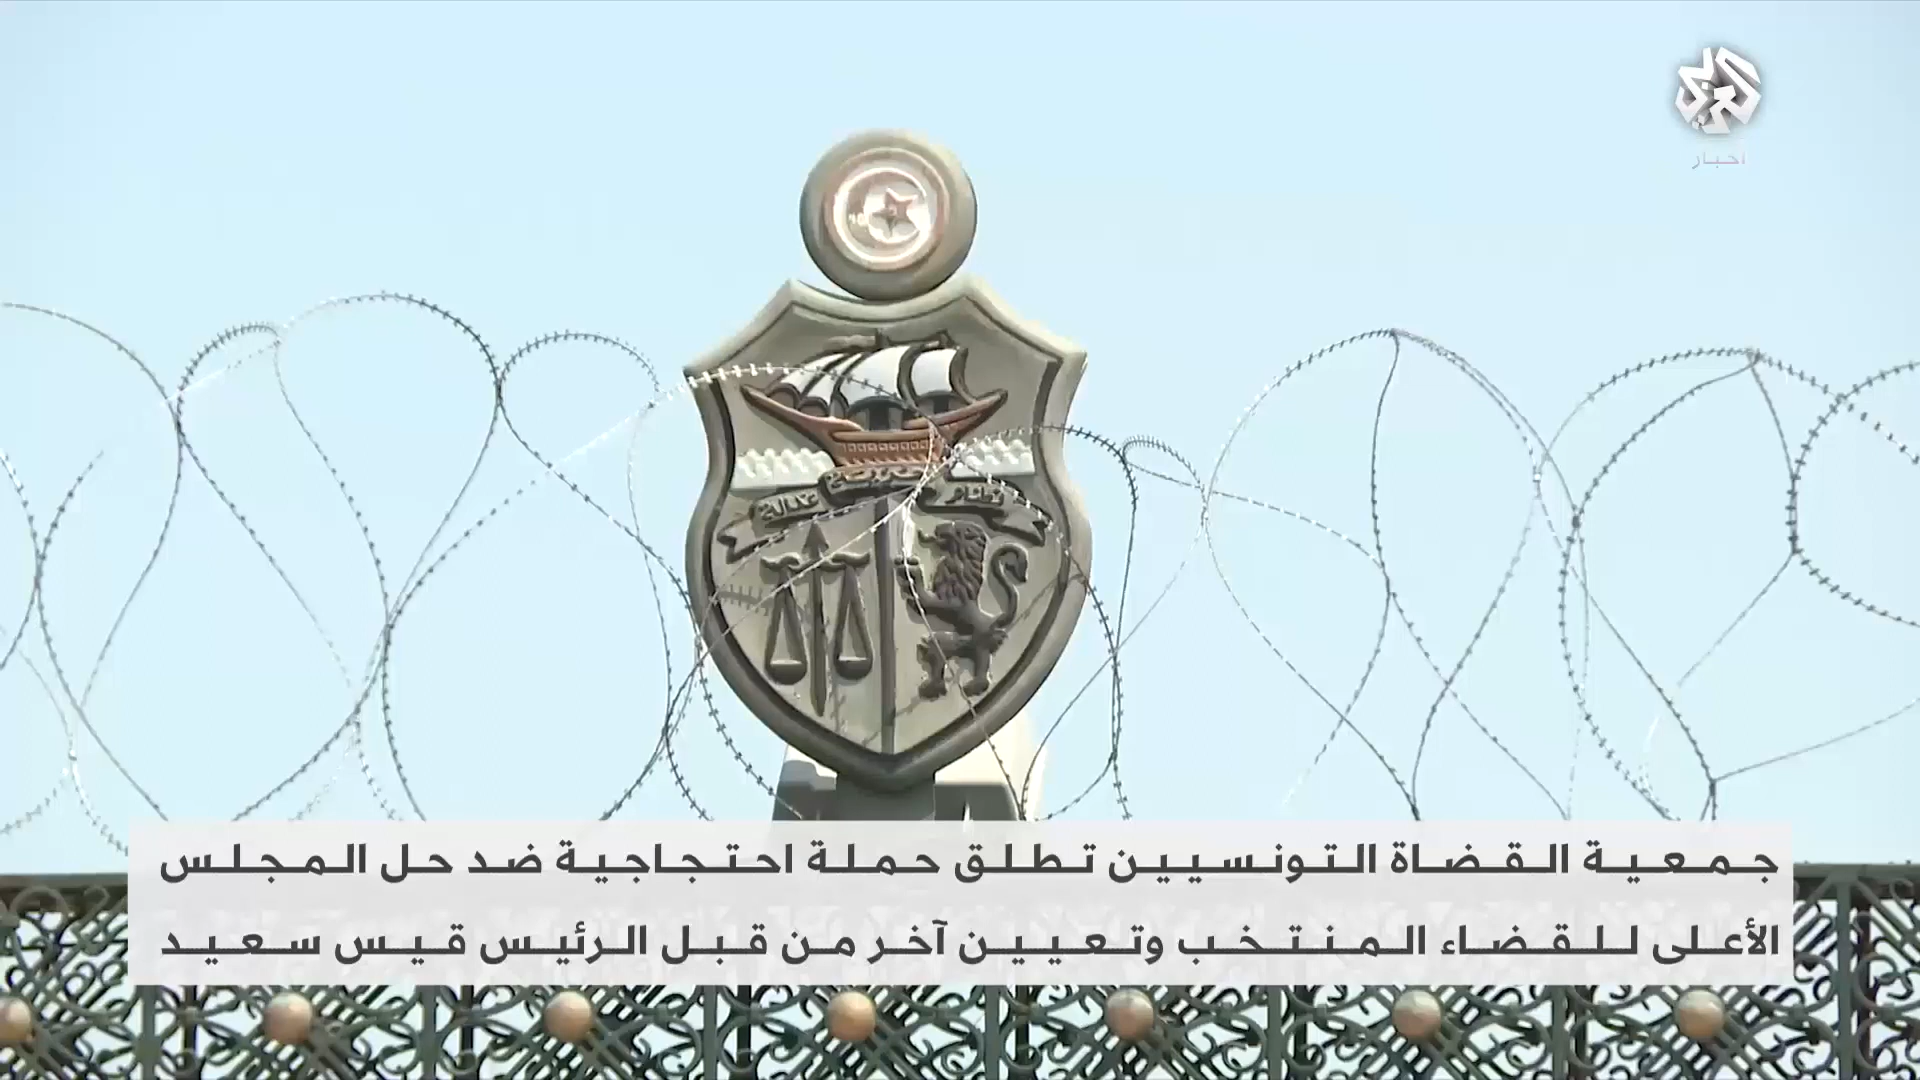 العربي
أخبار
جمعية القضاة التونسيين تطلق حملة احتجاجية ضد حل المجلس
الأعلى للقضاء المنتخب وتعيين آخر من قبل الرئيس قيس سعيد